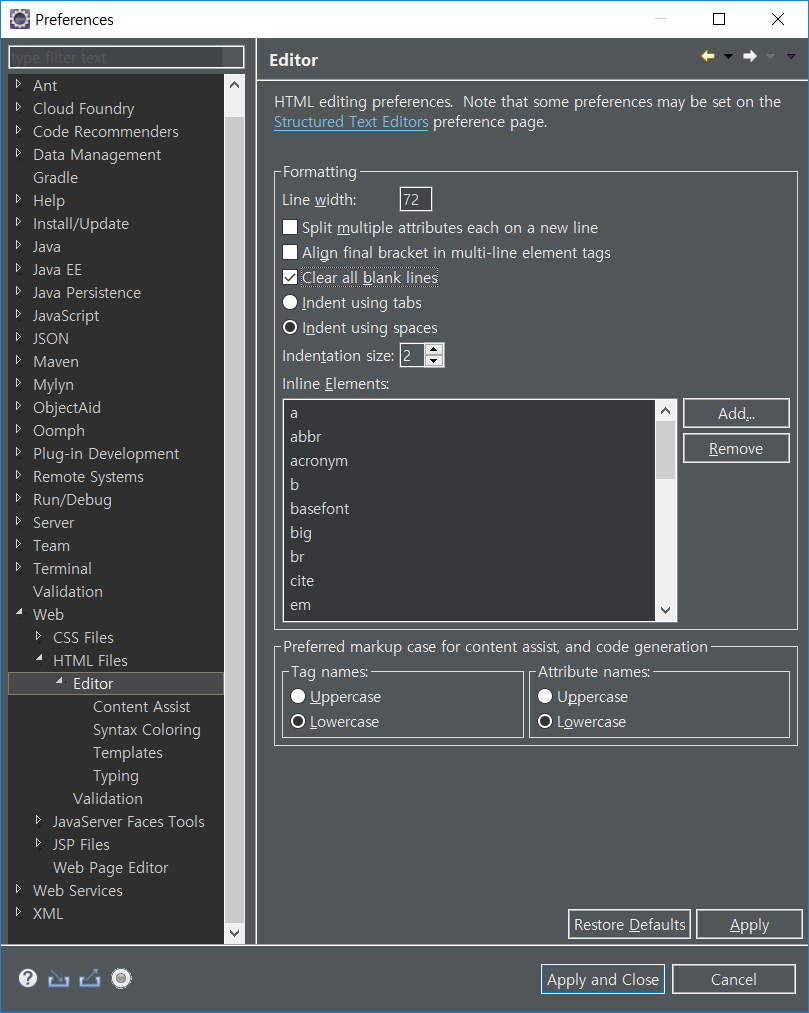 Preferences
type filter text
Ant
Cloud Foundry
Code Recommenders
Data Management
Gradle
Help
Install/Update
Java
Java EE
Java Persistence
JavaScript
JSON
Maven
Mylyn
ObjectAid
Oomph
Plug-in Development
Remote Systems
Run/Debug
Server
Team
Terminal
Validation
Web
CSS Files
HTML Files
Editor
Content Assist
Syntax Coloring
Templates
Typing
Validation
JavaServer Faces Tools
JSP Files
Web Page Editor
Web Services
XML
Editor
HTML editing preferences.  Note that some preferences may be set on the
Structured Text Editors preference page.
Formatting
Line width: 72
Split multiple attributes each on a new line
Align final bracket in multi-line element tags
Clear all blank lines
Indent using tabs
Indent using spaces
Indentation size: 2
Inline Elements:
a
abbr
acronym
b
basefont
big
br
cite
em
Add...
Remove
Preferred markup case for content assist, and code generation
Tag names:
Uppercase
Lowercase
Attribute names:
Uppercase
Lowercase
Restore Defaults
Apply
?
Apply and Close
Cancel